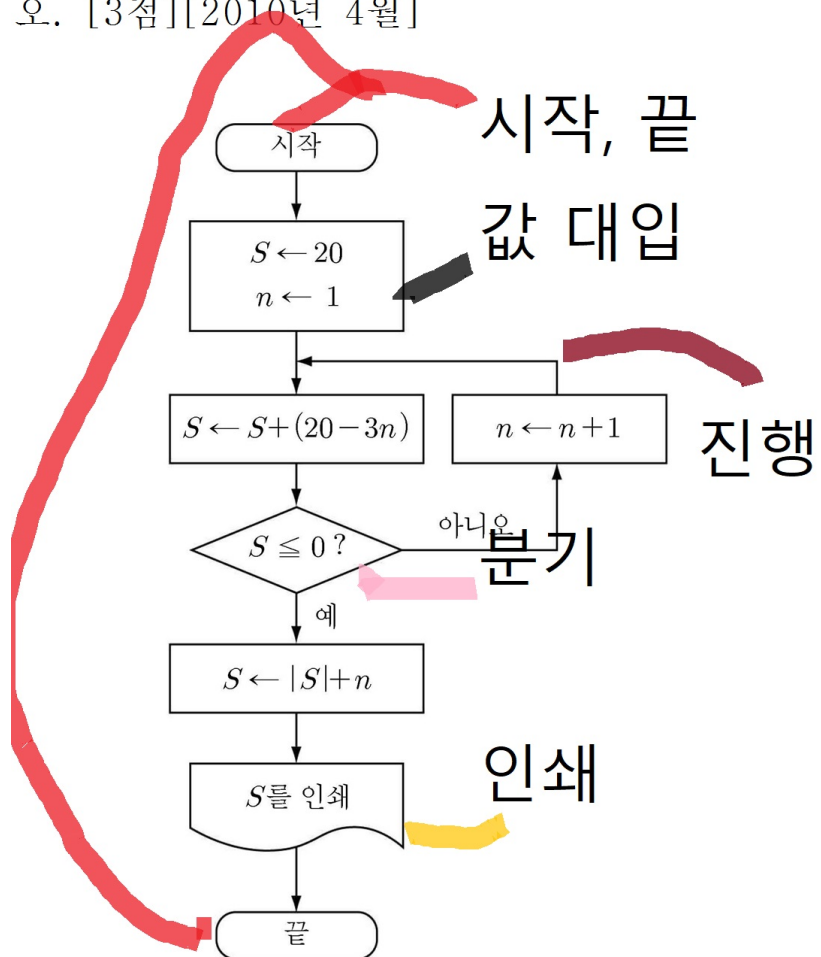 오. [3점][2010년 4월]
시작, 끝
시작
값 대입
S ← 20
n ← 1
S ← S+(20-3n)
n ← n+1
진행
S ≦ 0 ?
아니오
분기
예
S ← |S|+n
인쇄
S를 인쇄
끝